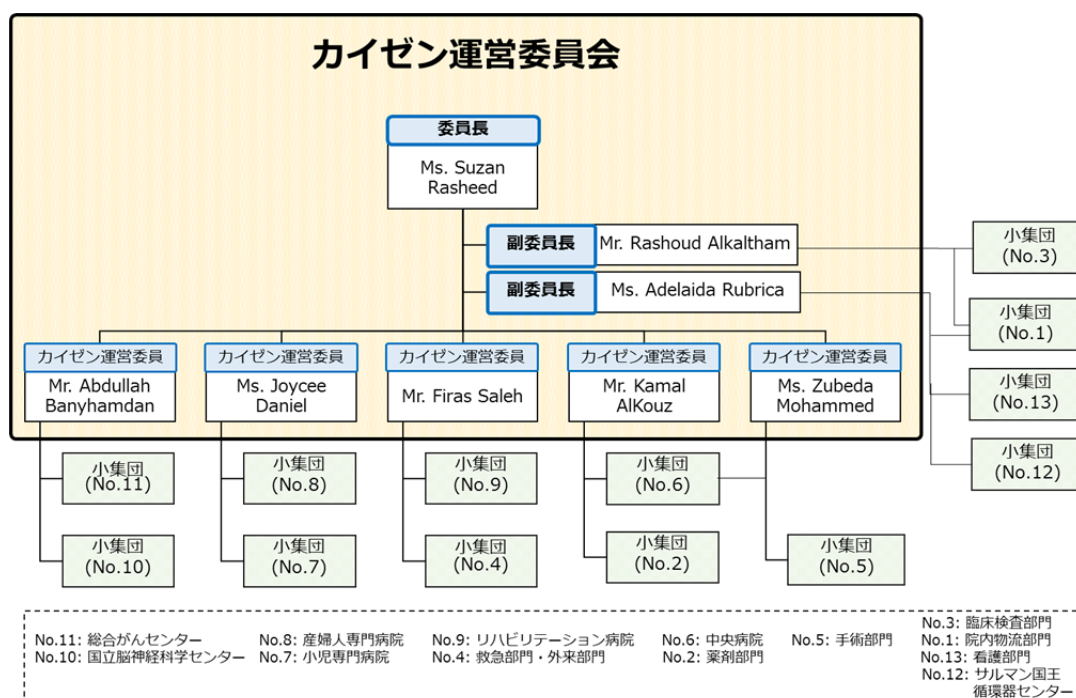 カイゼン運営委員会
委員長
Ms. Suzan
Rasheed
副委員長
Mr. Rashoud Alkaltham
副委員長
Ms. Adelaida Rubrica
小集団
(No.3)
小集団
(No.1)
小集団
(No.13)
小集団
(No.12)
カイゼン運営委員
Mr. Abdullah
Banyhamdan
カイゼン運営委員
Ms. Joycee
Daniel
カイゼン運営委員
Mr. Firas Saleh
カイゼン運営委員
Mr. Kamal
AlKouz
カイゼン運営委員
Ms. Zubeda
Mohammed
小集団
(No.11)
小集団
(No.8)
小集団
(No.9)
小集団
(No.6)
小集団
(No.10)
小集団
(No.7)
小集団
(No.4)
小集団
(No.2)
小集団
(No.5)
No.11: 総合がんセンター
No.10: 国立脳神経科学センター
No.8: 産婦人専門病院
No.7: 小児専門病院
No.9: リハビリテーション病院
No.4: 救急部門・外来部門
No.6: 中央病院
No.2: 薬剤部門
No.5: 手術部門
No.3: 臨床検査部門
No.1: 院内物流部門
No.13: 看護部門
No.12: サルマン国王
循環器センター